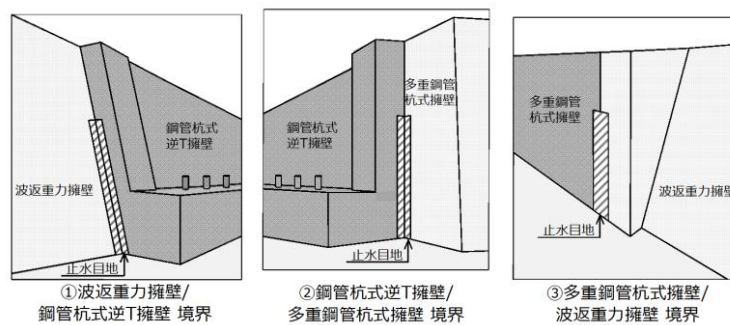 波返重力擁壁
鋼管杭式
逆T擁壁
止水目地
①波返重力擁壁/
鋼管杭式逆T擁壁 境界
鋼管杭式
逆T擁壁
多重鋼管
杭式擁壁
止水目地
②鋼管杭式逆T擁壁/
多重鋼管杭式擁壁 境界
多重鋼管
杭式擁壁
波返重力擁壁
止水目地
③多重鋼管杭式擁壁/
波返重力擁壁 境界